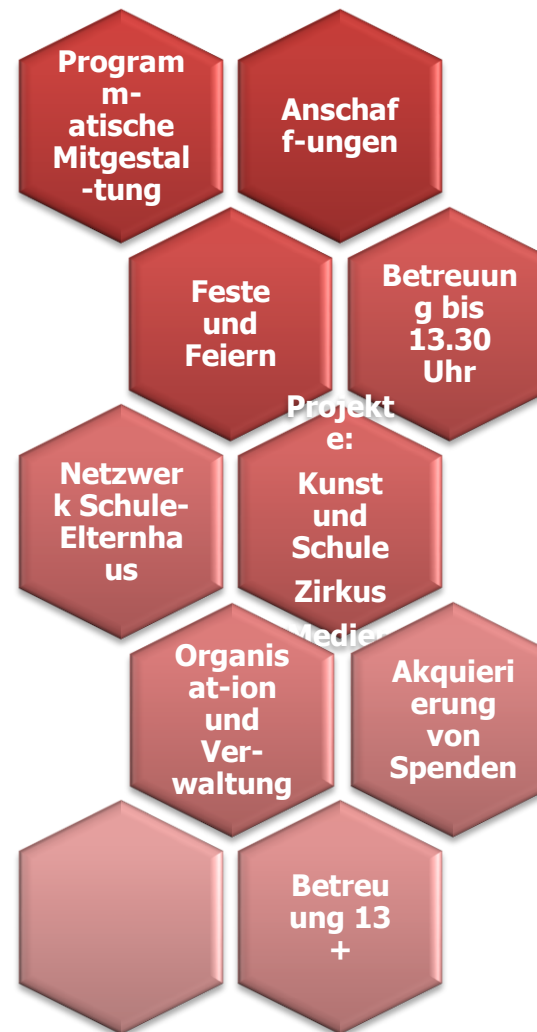 Program
m-
atische
Mitgestal
-tung
Anschaf
f-ungen
Feste
und
Feiern
Betreuun
g bis
13.30
Uhr
Netzwer
k Schule-
Elternha
us
Projekt
e:
Kunst
und
Schule
Zirkus
Organis
at-ion
und
Ver-
waltung
Akquieri
erung
von
Spenden
Betreu
ung 13
+